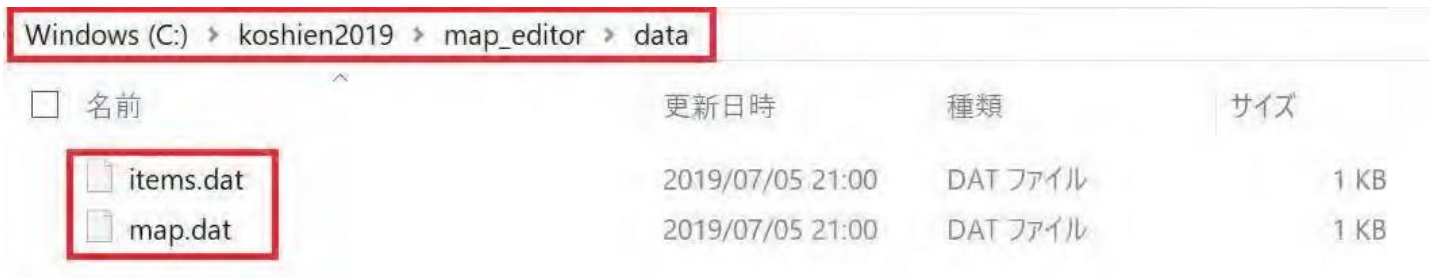 Windows (C:) > koshien2019 > map_editor > data
名前 更新日時 種類 サイズ
items.dat 2019/07/05 21:00 DAT ファイル 1 KB
map.dat 2019/07/05 21:00 DAT ファイル 1 KB